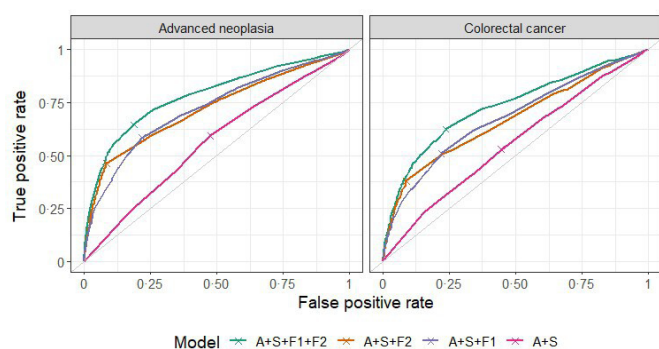 Advanced neoplasia
Colorectal cancer
True positive rate
1
0·75
0·50
0·25
0
0 0·25 0·50 0·75 1
0 0·25 0·50 0·75 1
False positive rate
Model A+S+F1+F2 A+S+F2 A+S+F1 A+S